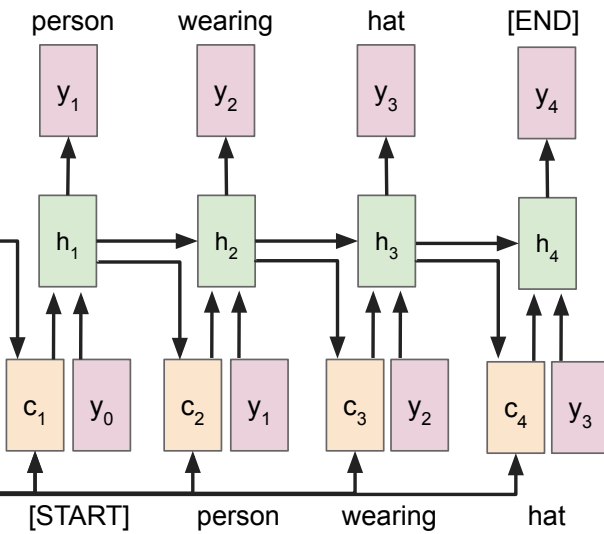 person wearing hat [END]
y1 y2 y3 y4
h1 h2 h3 h4
c1 y0 c2 y1 c3 y2 c4 y3
[START] person wearing hat